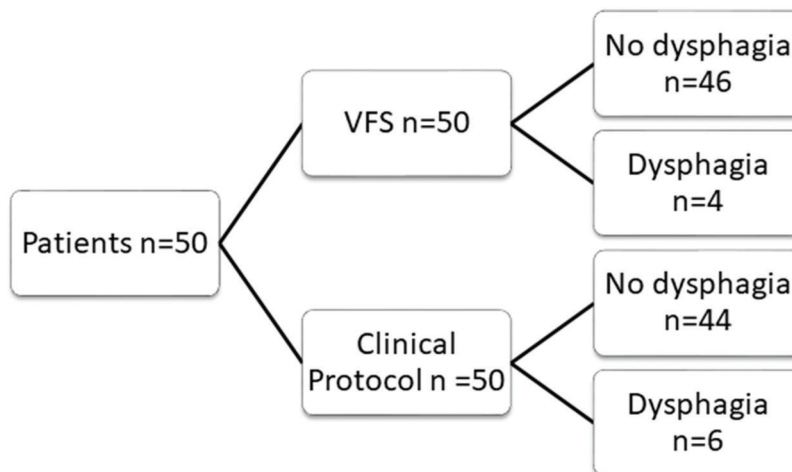 Patients n=50
VFS n=50
No dysphagia
n=46
Dysphagia
n=4
Clinical
Protocol n =50
No dysphagia
n=44
Dysphagia
n=6